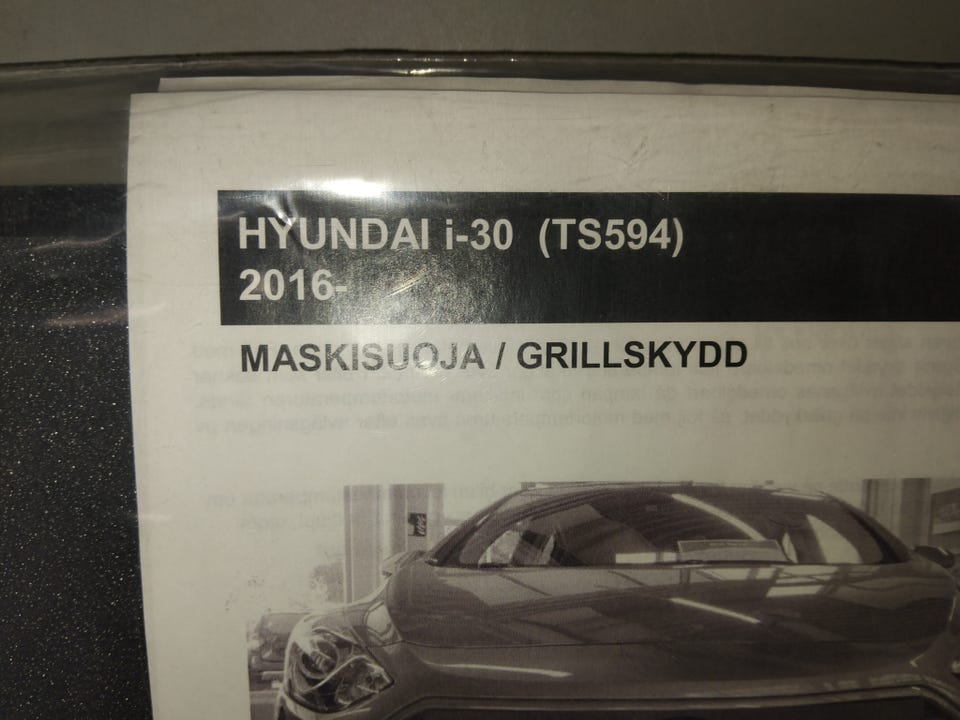 HYUNDAI i-30 (TS594)
2016-
MASKISUOJA / GRILLSKYDD